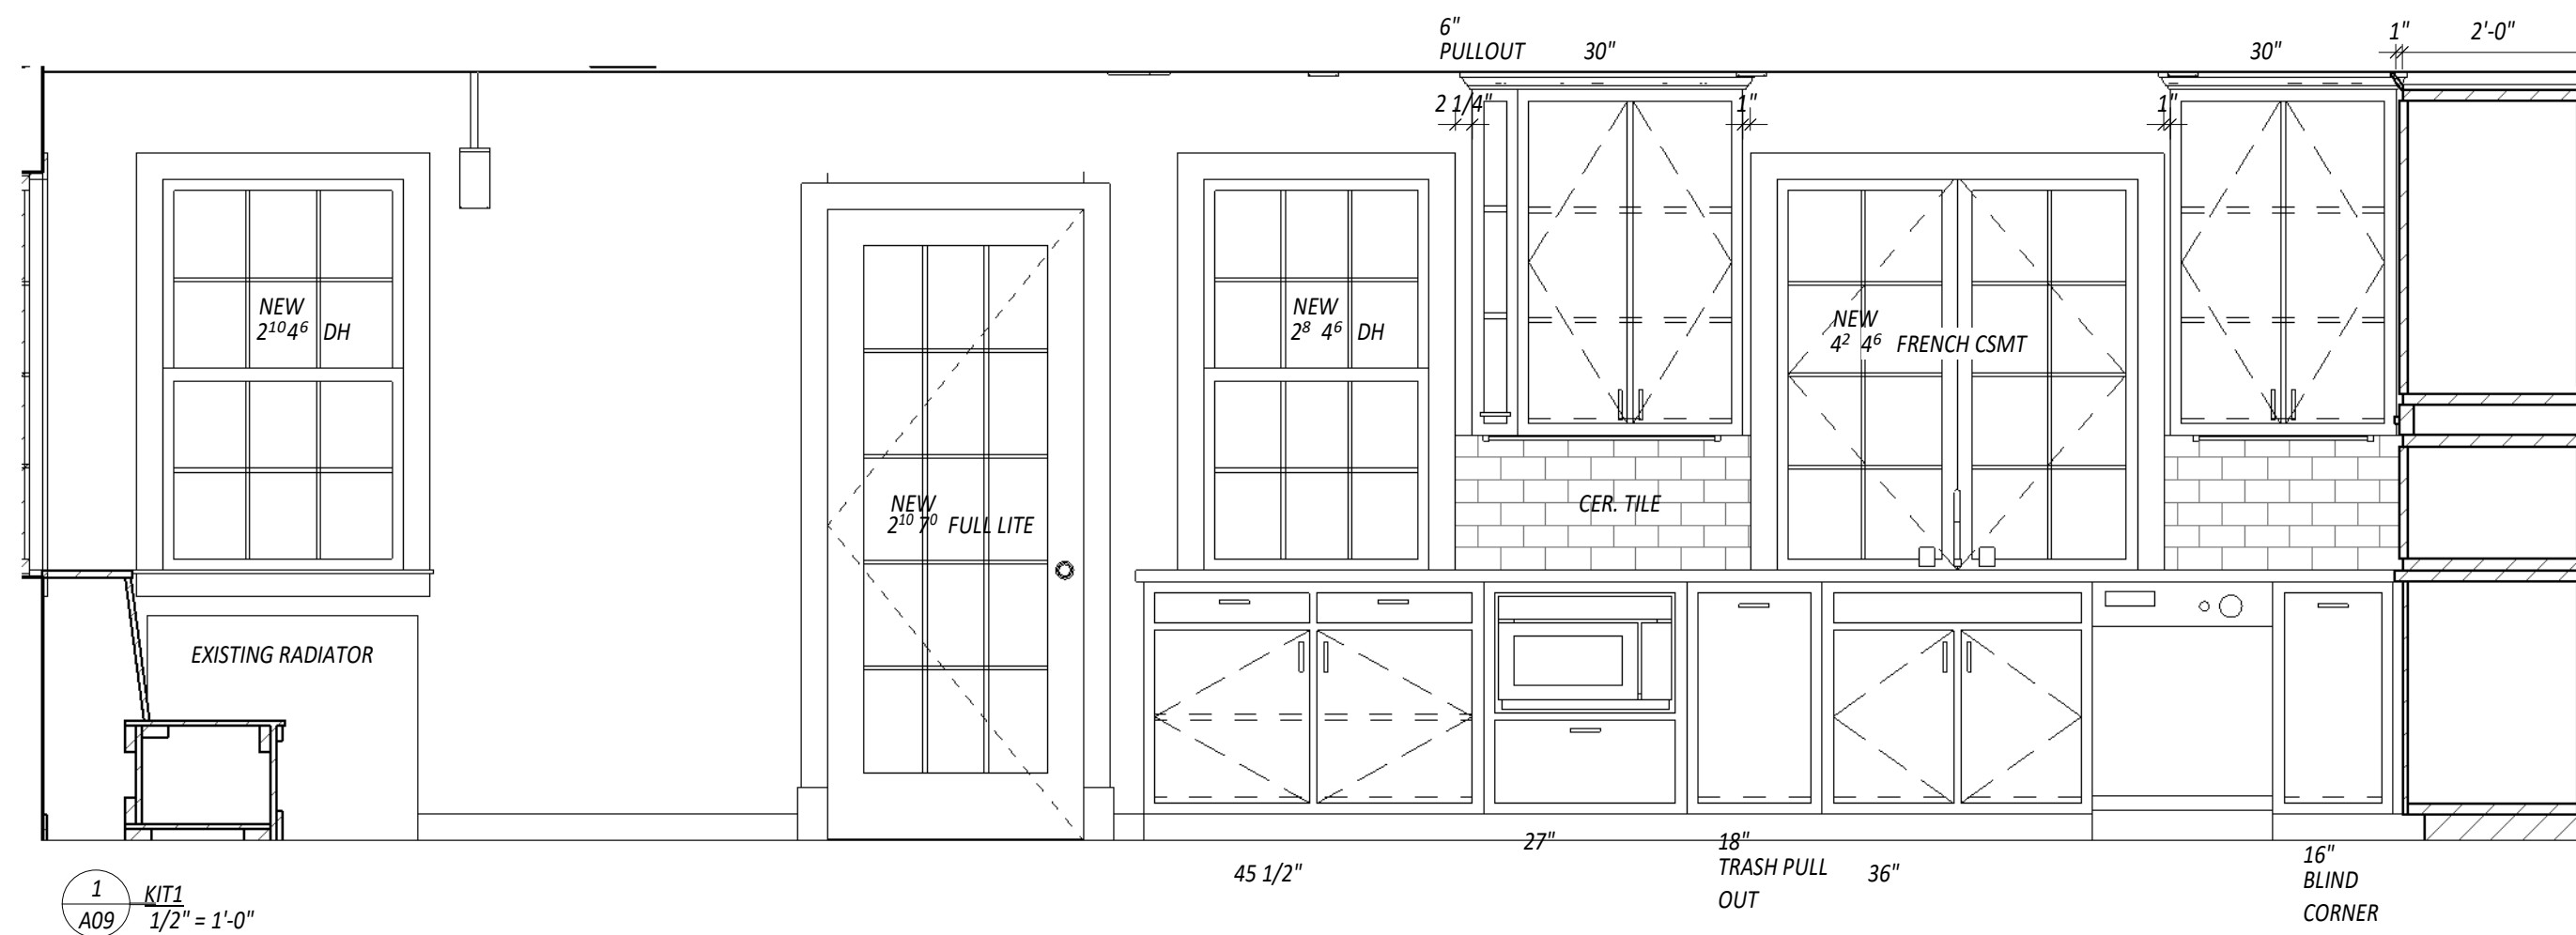 6"
PULLOUT 30" 30" 1" 2'-0"
2 1/4" 1" 1"
NEW
2¹⁰4⁶ DH
NEW
2¹⁰ 7⁰ FULL LITE
NEW
2⁸ 4⁶ DH
CER. TILE
NEW
4² 4⁶ FRENCH CSMT
EXISTING RADIATOR
45 1/2"
27"
18"
TRASH PULL
OUT
36"
16"
BLIND
CORNER
1
A09
KIT1
1/2" = 1'-0"